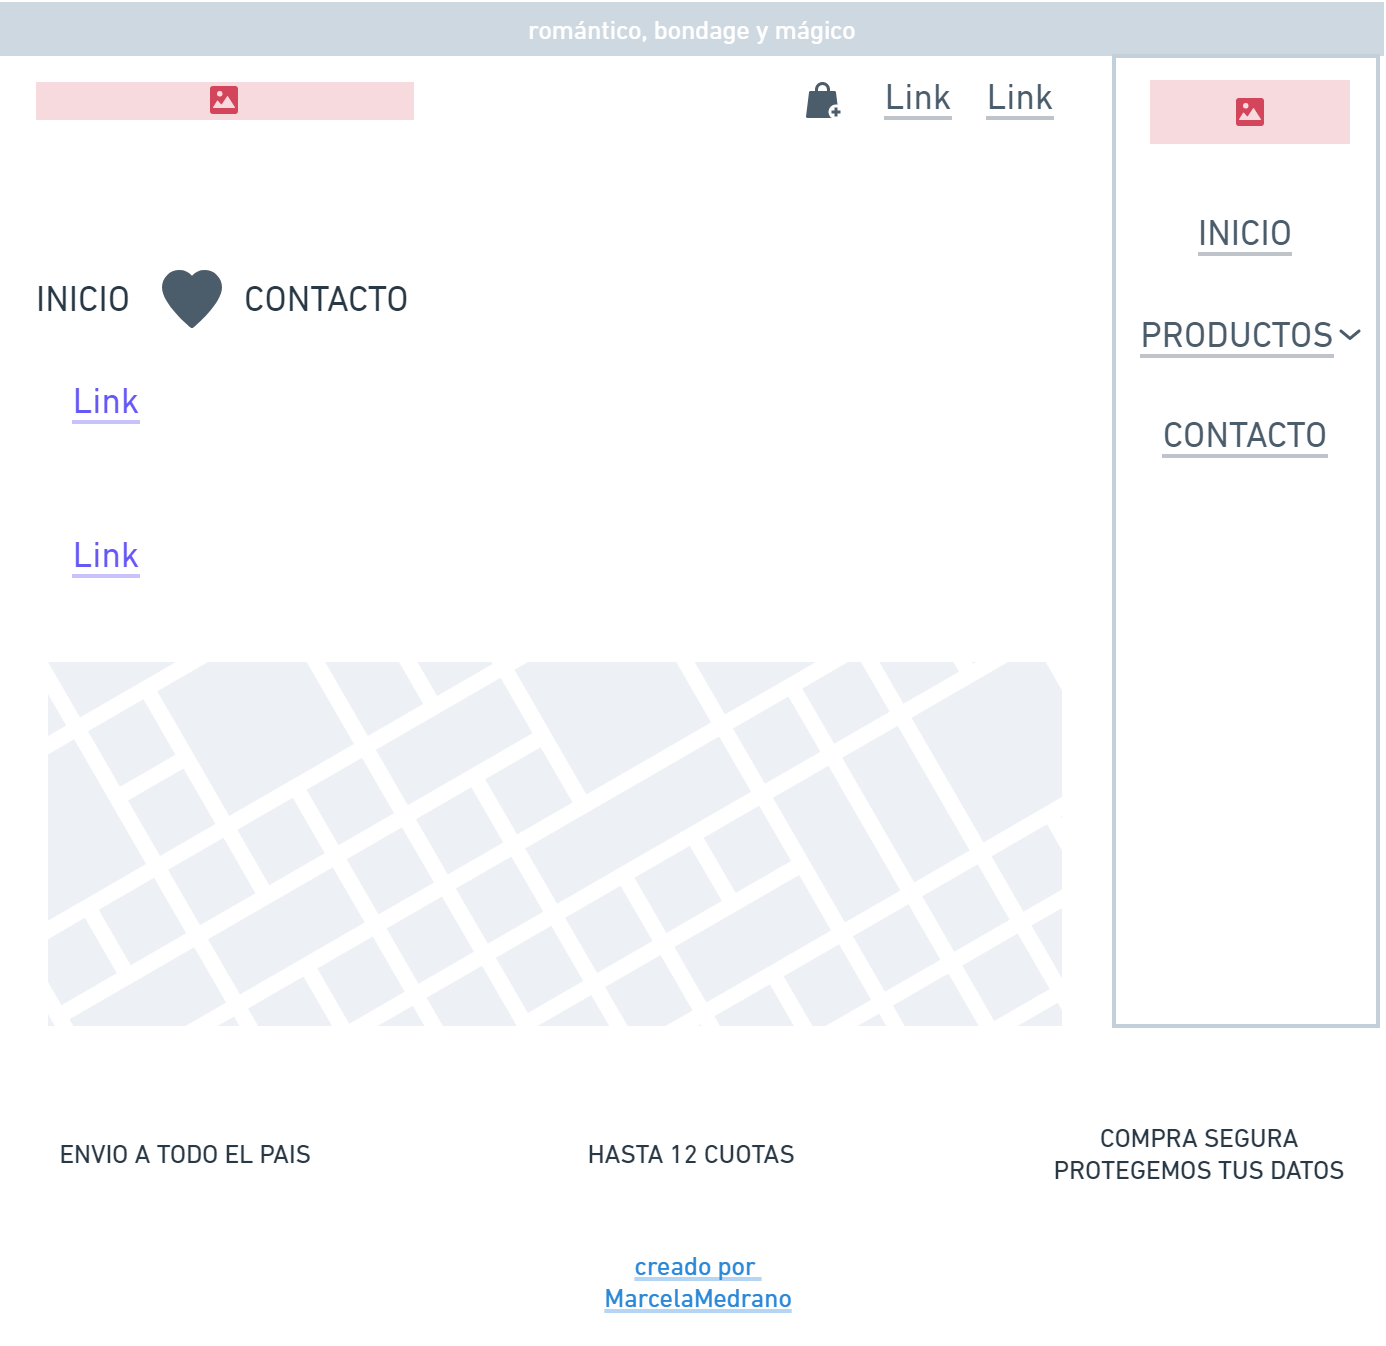 romántico, bondage y mágico
Link Link
INICIO CONTACTO
Link
Link
INICIO
PRODUCTOS
CONTACTO
ENVIO A TODO EL PAIS
HASTA 12 CUOTAS
COMPRA SEGURA
PROTEGEMOS TUS DATOS
creado por
MarcelaMedrano